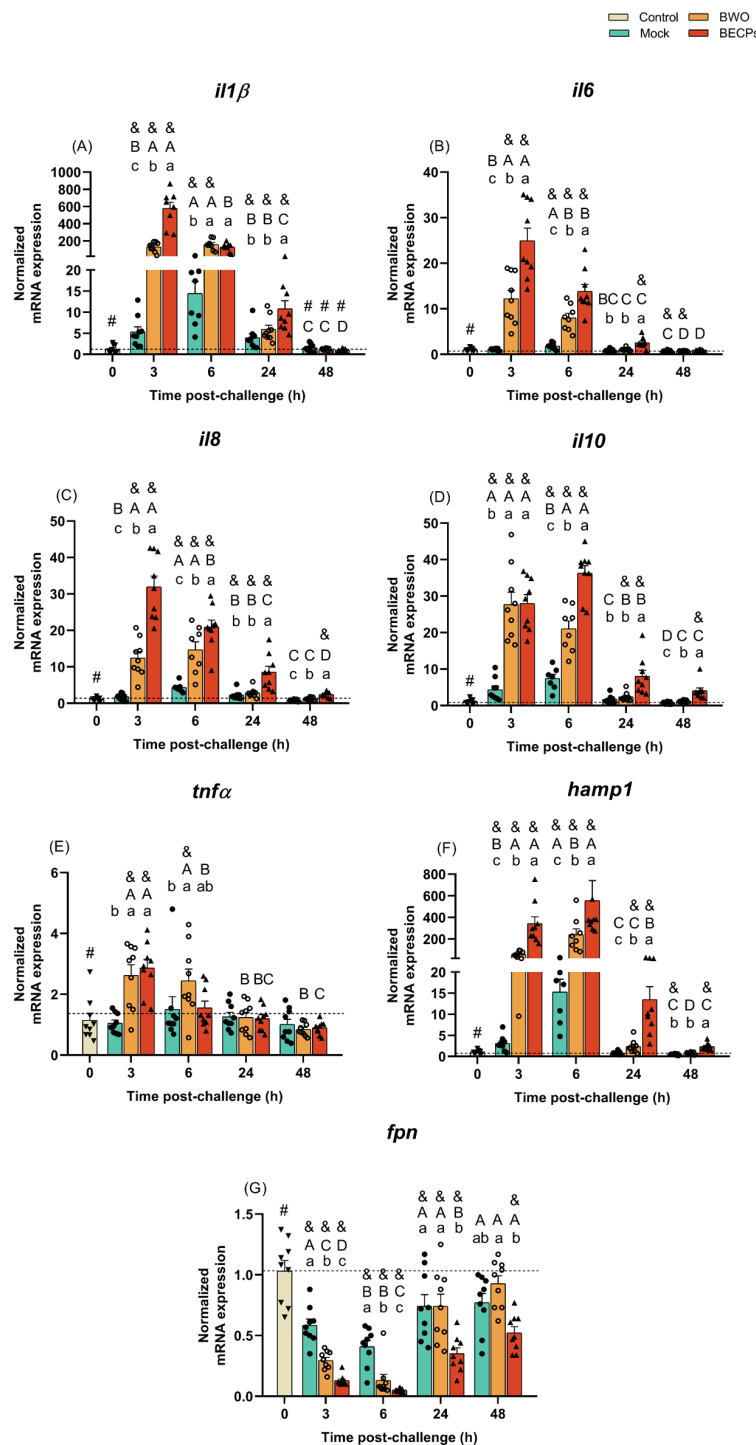 Control BWO
Mock BECPs
il1β
(A)
& & &
B A A
c b a
& &
A A B
b a a
& & &
B B C
b b a
# # #
C C D
#
Normalized
mRNA expression
1000
800
600
400
200
20
15
10
5
0
0 3 6 24 48
Time post-challenge (h)
il6
(B)
& &
B A A
c b a
& & &
A B B
c b a
&
BC C C
b b a
& &
C D D
#
Normalized
mRNA expression
40
30
20
10
0
0 3 6 24 48
Time post-challenge (h)
il8
(C)
& &
B A A
c b a
& & &
A A B
c b a
& & &
B B C
b b a
&
C C D
b b a
#
Normalized
mRNA expression
50
40
30
20
10
0
0 3 6 24 48
Time post-challenge (h)
il10
(D)
& & &
A A A
b a a
& & &
B A A
c b a
& &
C B B
b b a
&
D C C
c b a
#
Normalized
mRNA expression
50
40
30
20
10
0
0 3 6 24 48
Time post-challenge (h)
tnfα
(E)
& &
A A
b a a
&
A B
b a ab
B BC
B C
#
Normalized
mRNA expression
6
4
2
0
0 3 6 24 48
Time post-challenge (h)
hamp1
(F)
& & &
B A A
c b a
& & &
A B A
c b a
& &
C C B
c b a
& &
C D C
b b a
#
Normalized
mRNA expression
800
600
400
200
20
15
10
5
0
0 3 6 24 48
Time post-challenge (h)
fpn
(G)
#
& & &
A C D
a b c
& & &
B B C
a b c
& & &
A A B
a a b
&
A A A
ab a b
Normalized
mRNA expression
1.5
1.0
0.5
0.0
0 3 6 24 48
Time post-challenge (h)